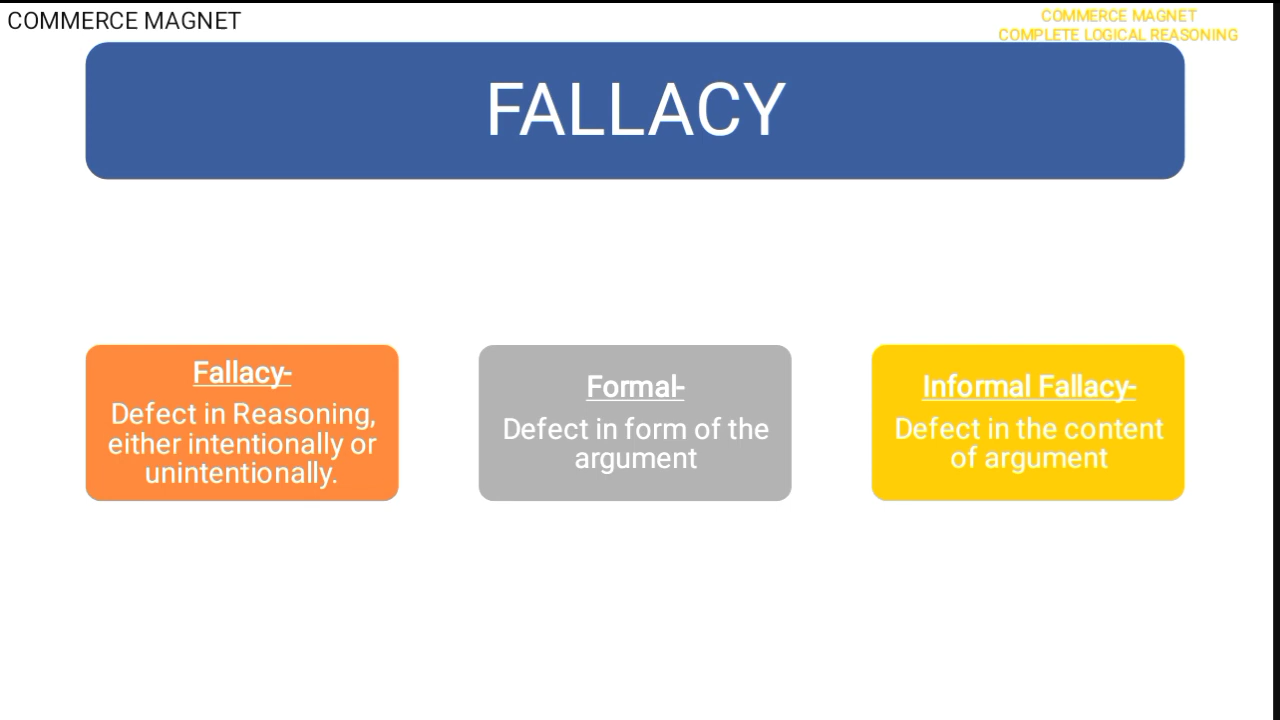 COMMERCE MAGNET
COMMERCE MAGNET
COMPLETE LOGICAL REASONING
FALLACY
Fallacy-
Defect in Reasoning,
either intentionally or
unintentionally.
Formal-
Defect in form of the
argument
Informal Fallacy-
Defect in the content
of argument